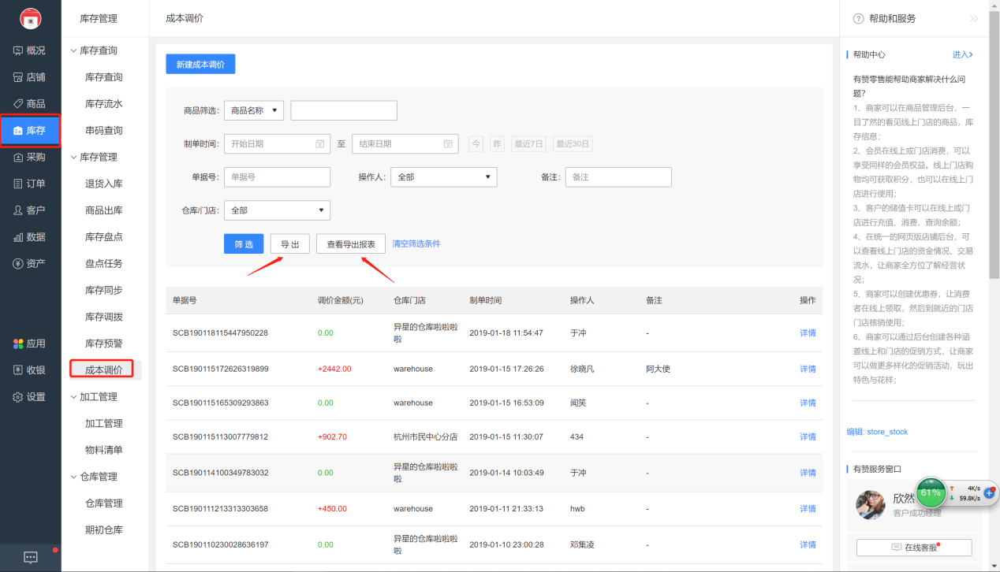 概况
店铺
商品
库存
采购
订单
客户
数据
资产
应用
收银
设置
库存管理
库存查询
库存查询
库存流水
串码查询
库存管理
退货入库
商品出库
库存盘点
盘点任务
库存同步
库存调拨
库存预警
成本调价
加工管理
加工管理
物料清单
仓库管理
仓库管理
期初仓库
成本调价
新建成本调价
商品筛选: 商品名称
制单时间: 开始日期 至 结束日期 今 昨 最近7日 最近30日
单据号: 单据号 操作人: 全部 备注: 备注
仓库/门店: 全部
筛 选 导 出 查看导出报表 清空筛选条件
单据号 调价金额(元) 仓库门店 制单时间 操作人 备注 操作
SCB190118115447950228 0.00 异星的仓库啦啦啦 2019-01-18 11:54:47 于冲 - 详情
啦
SCB190115172626319899 +2442.00 warehouse 2019-01-15 17:26:26 徐晓凡 阿大使 详情
SCB190115165309293863 0.00 warehouse 2019-01-15 16:53:09 闻笑 - 详情
SCB190115113007779812 +902.70 杭州市民中心分店 2019-01-15 11:30:07 434 - 详情
SCB190114100349783032 0.00 异星的仓库啦啦啦 2019-01-14 10:03:49 于冲 - 详情
啦
SCB190111213313303658 +450.00 warehouse 2019-01-11 21:33:13 hwb - 详情
SCB190110230028636197 0.00 异星的仓库啦啦啦 2019-01-10 23:00:28 邓集凌 - 详情
啦
帮助和服务
帮助中心 进入
有赞零售能帮助商家解决什么问
题?
1、商家可以在商品管理后台，一
目了然的看见线上门店的商品，库
存信息；
2、会员在线上或门店消费，可以
享受同样的会员权益。线上门店购
物均可获取积分，也可以在线上门
店进行使用；
3、客户的储值卡可以在线上或门
店进行充值、消费、查询余额；
4、在统一的网页版店铺后台，可
以查看线上门店的资金情况、交易
流水，让商家全方位了解经营状
况；
5、商家可以创建优惠券，让消费
者在线上领取，然后到就近的门店
门店核销使用；
6、商家可以通过后台创建各种涵
盖线上和门店的促销方式，让商家
可以做更多样化的促销活动，玩出
特色与花样；
编辑: store_stock
有赞服务窗口
欣然
客户成功经理
61%
4K/s
59.8K/s
在线客服